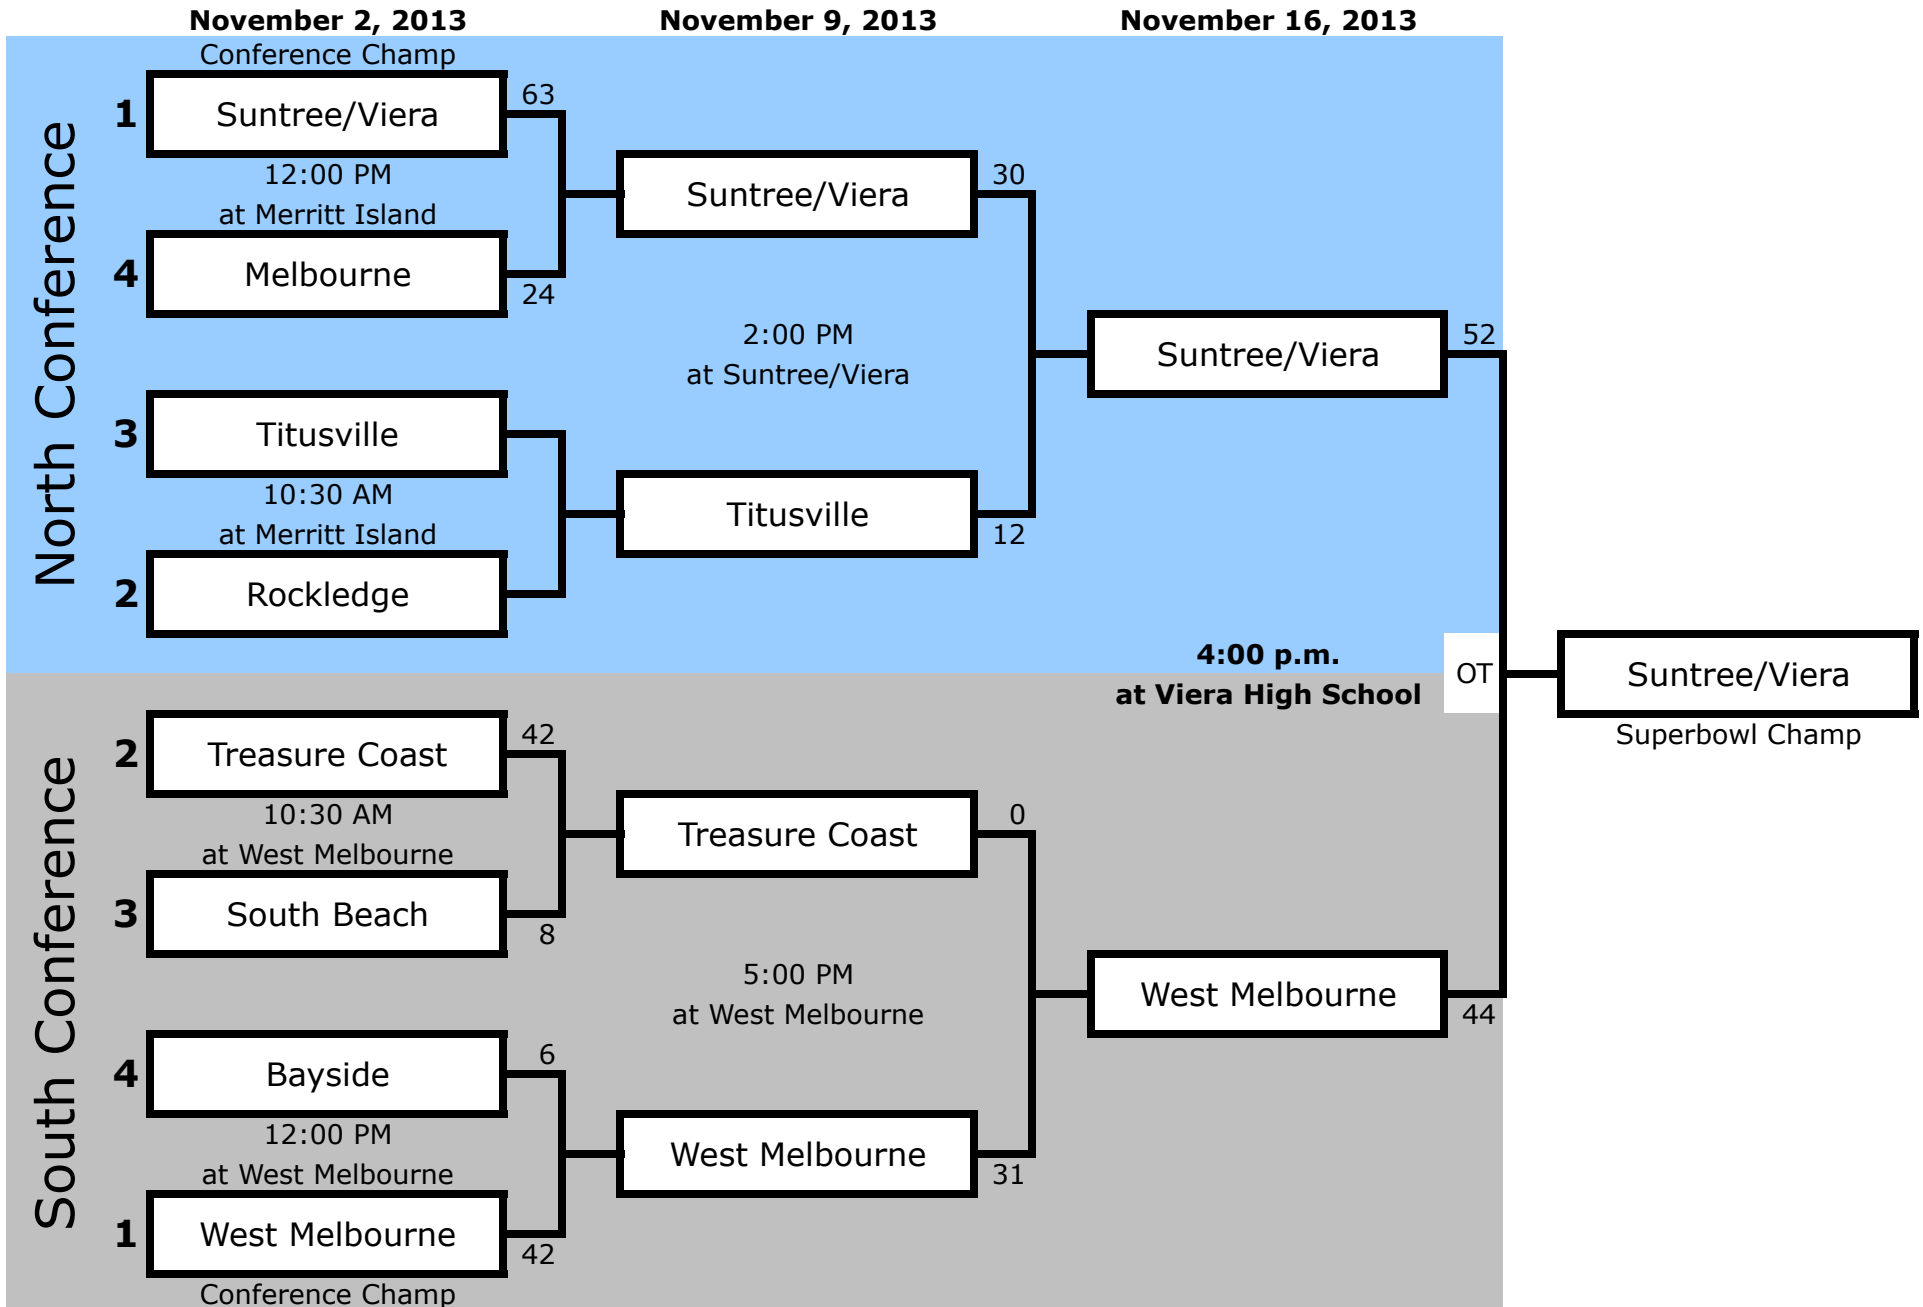 November 2, 2013
November 9, 2013
November 16, 2013
North Conference
Conference Champ
1
Suntree/Viera
63
12:00 PM
at Merritt Island
4
Melbourne
24
3
Titusville
10:30 AM
at Merritt Island
2
Rockledge
Suntree/Viera
30
2:00 PM
at Suntree/Viera
Titusville
12
Suntree/Viera
52
4:00 p.m.
at Viera High School
OT
Suntree/Viera
Superbowl Champ
South Conference
2
Treasure Coast
42
10:30 AM
at West Melbourne
3
South Beach
8
4
Bayside
6
12:00 PM
at West Melbourne
1
West Melbourne
42
Conference Champ
Treasure Coast
0
5:00 PM
at West Melbourne
West Melbourne
31
West Melbourne
44